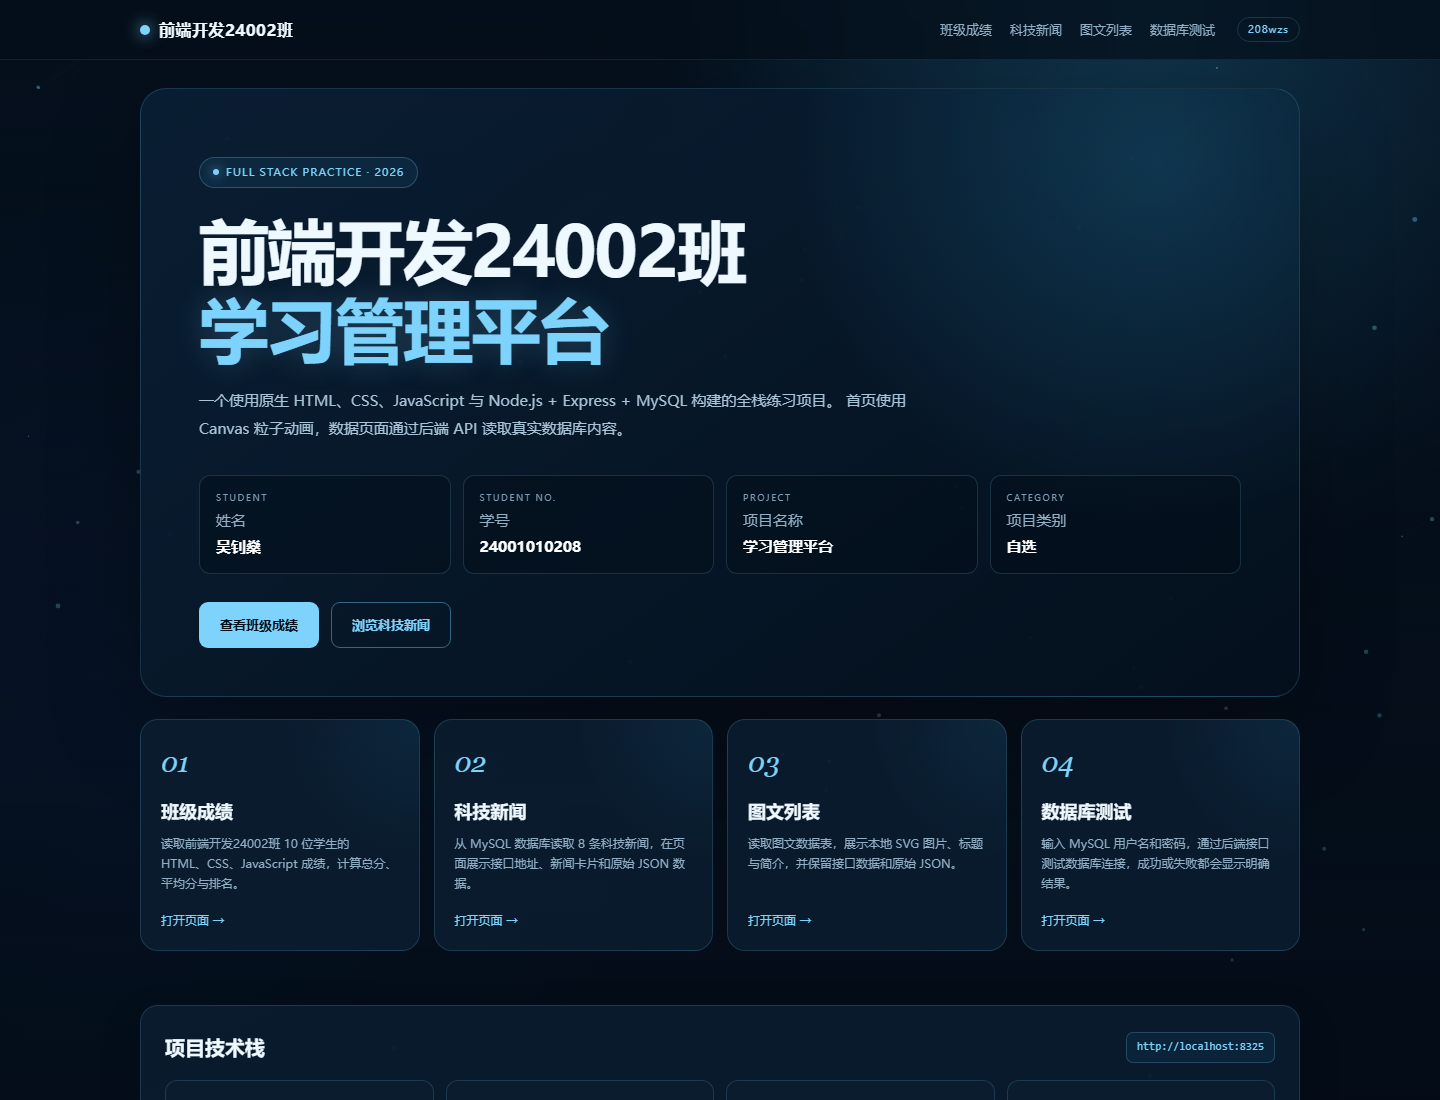 前端开发24002班
班级成绩
科技新闻
图文列表
数据库测试
208wzs
FULL STACK PRACTICE · 2026
前端开发24002班
学习管理平台
一个使用原生 HTML、CSS、JavaScript 与 Node.js + Express + MySQL 构建的全栈练习项目。 首页使用
Canvas 粒子动画，数据页面通过后端 API 读取真实数据库内容。
STUDENT
姓名
吴钊燊
STUDENT NO.
学号
24001010208
PROJECT
项目名称
学习管理平台
CATEGORY
项目类别
自选
查看班级成绩
浏览科技新闻
01
班级成绩
读取前端开发24002班 10 位学生的
HTML、CSS、JavaScript 成绩，计算总分、
平均分与排名。
打开页面 →
02
科技新闻
从 MySQL 数据库读取 8 条科技新闻，在页
面展示接口地址、新闻卡片和原始 JSON 数
据。
打开页面 →
03
图文列表
读取图文数据表，展示本地 SVG 图片、标题
与简介，并保留接口数据和原始 JSON。
打开页面 →
04
数据库测试
输入 MySQL 用户名和密码，通过后端接口
测试数据库连接，成功或失败都会显示明确
结果。
打开页面 →
项目技术栈
http://localhost:8325